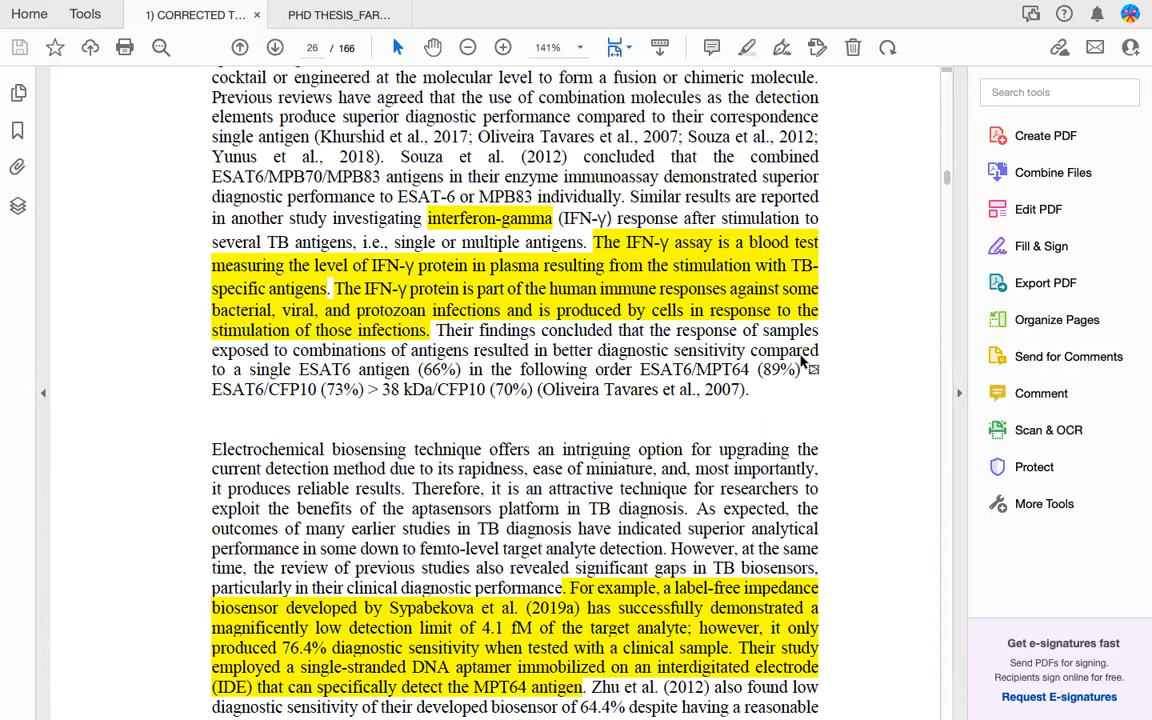 Home
Tools
1) CORRECTED T...
×
PHD THESIS_FAR...
26 / 166
141%
cocktail or engineered at the molecular level to form a fusion or chimeric molecule.
Previous reviews have agreed that the use of combination molecules as the detection
elements produce superior diagnostic performance compared to their correspondence
single antigen (Khurshid et al., 2017; Oliveira Tavares et al., 2007; Souza et al., 2012;
Yunus et al., 2018). Souza et al. (2012) concluded that the combined
ESAT6/MPB70/MPB83 antigens in their enzyme immunoassay demonstrated superior
diagnostic performance to ESAT-6 or MPB83 individually. Similar results are reported
in another study investigating interferon-gamma (IFN-γ) response after stimulation to
several TB antigens, i.e., single or multiple antigens. The IFN-γ assay is a blood test
measuring the level of IFN-γ protein in plasma resulting from the stimulation with TB-
specific antigens. The IFN-γ protein is part of the human immune responses against some
bacterial, viral, and protozoan infections and is produced by cells in response to the
stimulation of those infections. Their findings concluded that the response of samples
exposed to combinations of antigens resulted in better diagnostic sensitivity compared
to a single ESAT6 antigen (66%) in the following order ESAT6/MPT64 (89%)
ESAT6/CFP10 (73%) > 38 kDa/CFP10 (70%) (Oliveira Tavares et al., 2007).
Electrochemical biosensing technique offers an intriguing option for upgrading the
current detection method due to its rapidness, ease of miniature, and, most importantly,
it produces reliable results. Therefore, it is an attractive technique for researchers to
exploit the benefits of the aptasensors platform in TB diagnosis. As expected, the
outcomes of many earlier studies in TB diagnosis have indicated superior analytical
performance in some down to femto-level target analyte detection. However, at the same
time, the review of previous studies also revealed significant gaps in TB biosensors,
particularly in their clinical diagnostic performance. For example, a label-free impedance
biosensor developed by Sypabekova et al. (2019a) has successfully demonstrated a
magnificently low detection limit of 4.1 fM of the target analyte; however, it only
produced 76.4% diagnostic sensitivity when tested with a clinical sample. Their study
employed a single-stranded DNA aptamer immobilized on an interdigitated electrode
(IDE) that can specifically detect the MPT64 antigen. Zhu et al. (2012) also found low
diagnostic sensitivity of their developed biosensor of 64.4% despite having a reasonable
Search tools
Create PDF
Combine Files
Edit PDF
Fill & Sign
Export PDF
Organize Pages
Send for Comments
Comment
Scan & OCR
Protect
More Tools
Get e-signatures fast
Send PDFs for signing.
Recipients sign online for free.
Request E-signatures